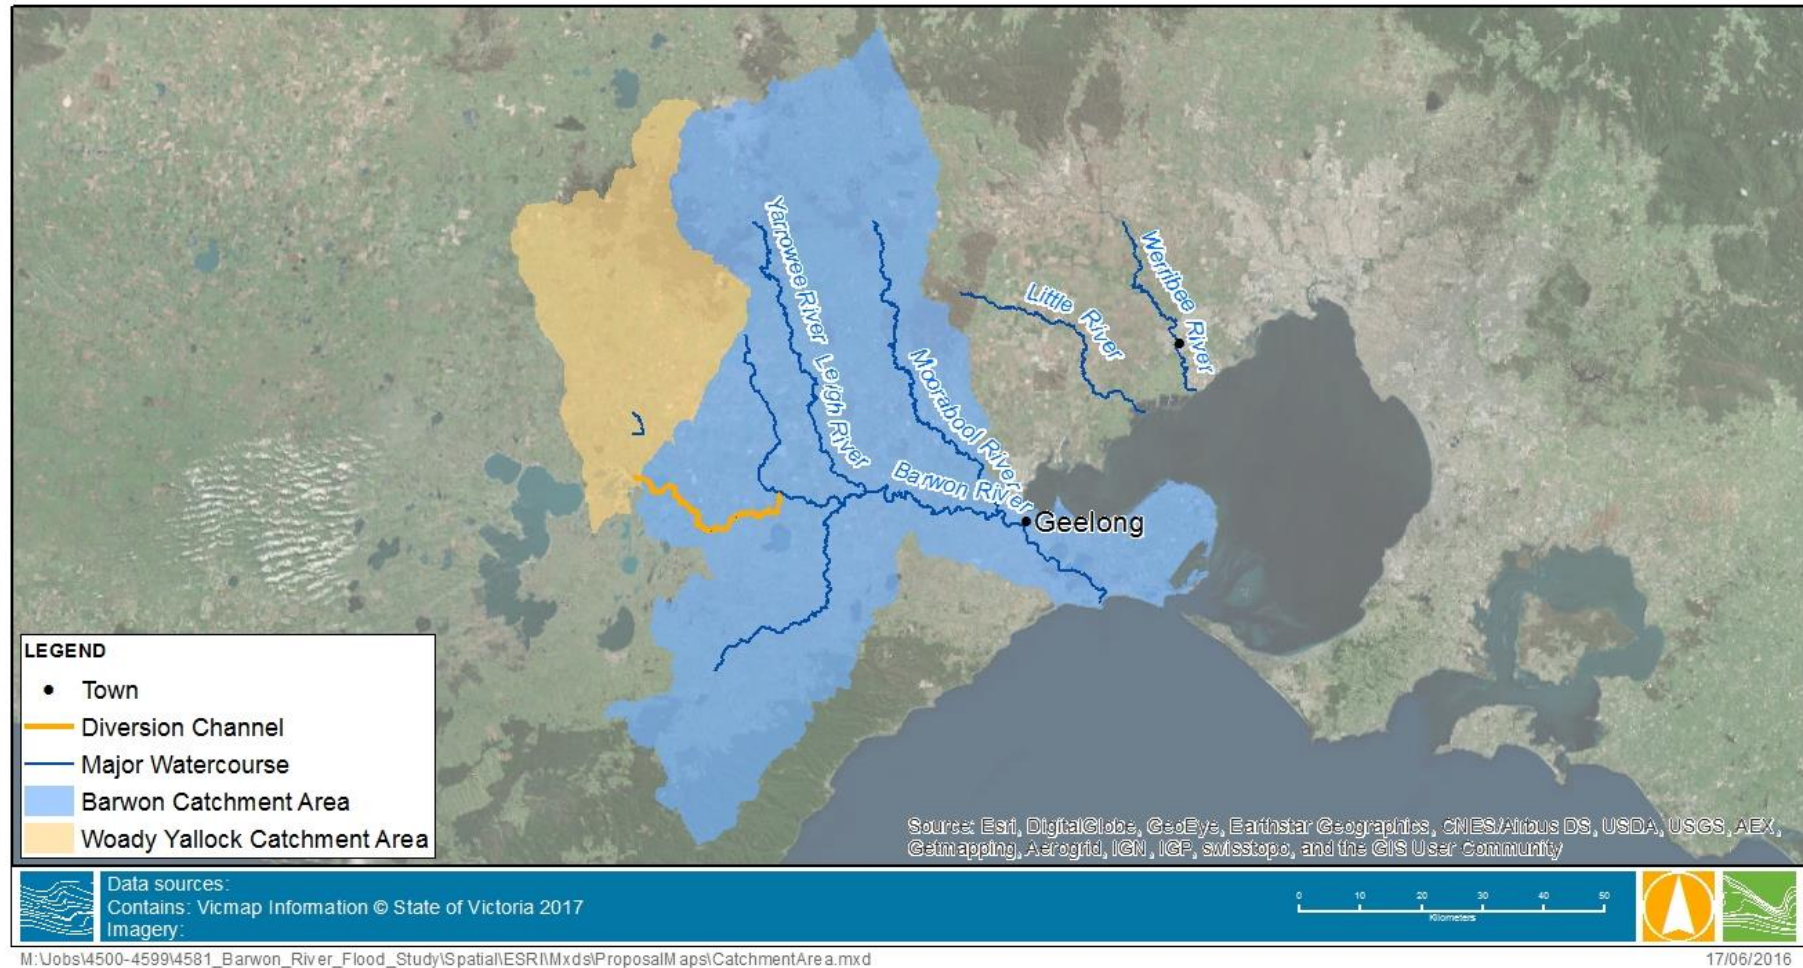 Yarrowee River
Leigh River
Moorabool River
Barwon River
Little River
Werribee River
Geelong
LEGEND
Town
Diversion Channel
Major Watercourse
Barwon Catchment Area
Woady Yallock Catchment Area
Source: Esri, DigitalGlobe, GeoEye, Earthstar Geographics, CNES/Airbus DS, USDA, USGS, AEX,
Getmapping, Aerogrid, IGN, IGP, swisstopo, and the GIS User Community
Data sources:
Contains: Vicmap Information © State of Victoria 2017
Imagery:
0 10 20 30 40 50
Kilometers
M:\Jobs\4500-4599\4581_Barwon_River_Flood_Study\Spatial\ESRI\Mxds\ProposalMaps\CatchmentArea.mxd
17/06/2016